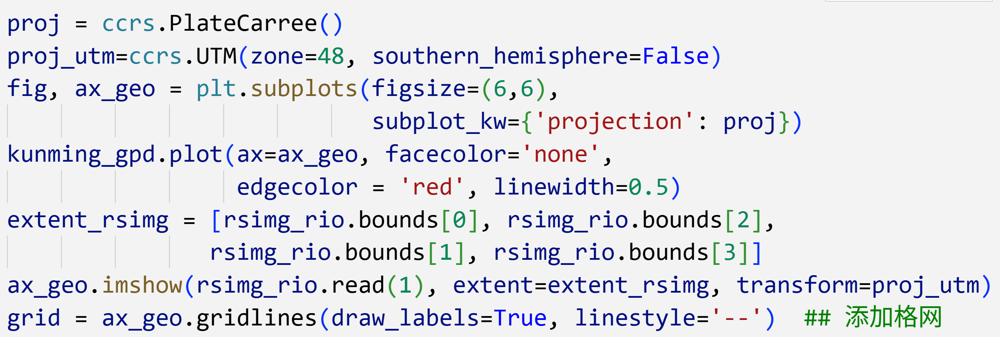 proj = ccrs.PlateCarree()
proj_utm=ccrs.UTM(zone=48, southern_hemisphere=False)
fig, ax_geo = plt.subplots(figsize=(6,6),
                           subplot_kw={'projection': proj})
kunming_gpd.plot(ax=ax_geo, facecolor='none',
                 edgecolor = 'red', linewidth=0.5)
extent_rsimg = [rsimg_rio.bounds[0], rsimg_rio.bounds[2],
               rsimg_rio.bounds[1], rsimg_rio.bounds[3]]
ax_geo.imshow(rsimg_rio.read(1), extent=extent_rsimg, transform=proj_utm)
grid = ax_geo.gridlines(draw_labels=True, linestyle='--')  ## 添加格网